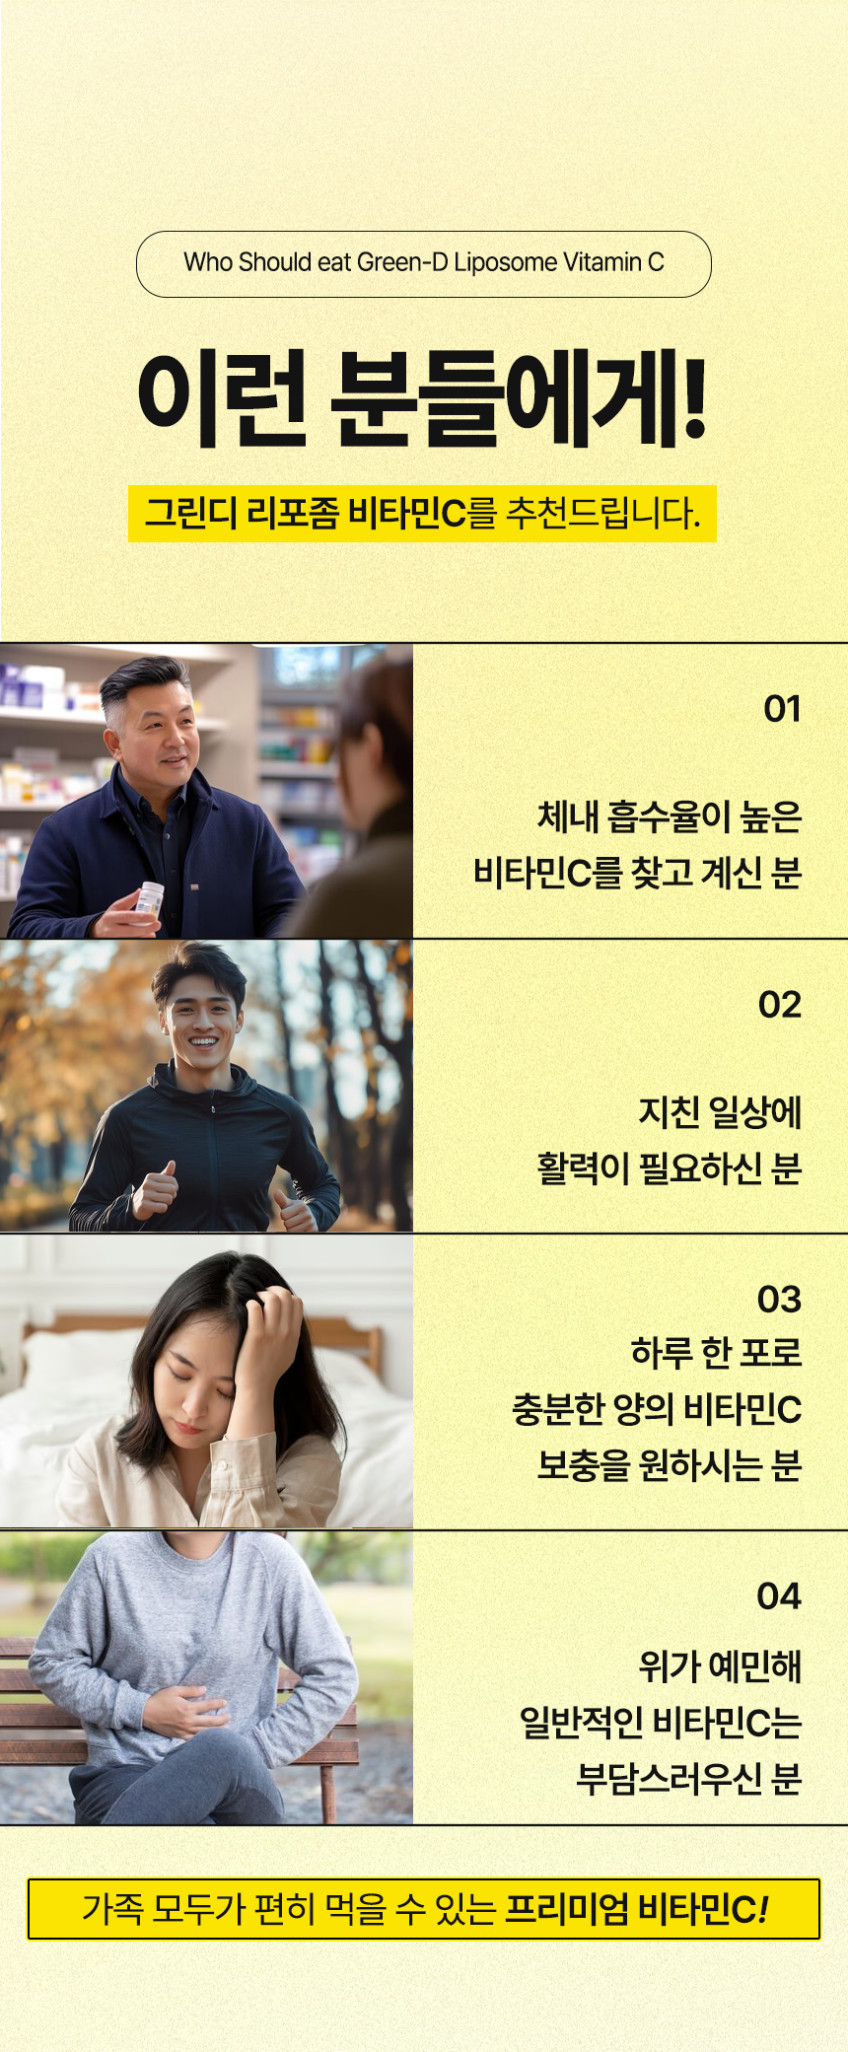 Who Should eat Green-D Liposome Vitamin C
이런 분들에게!
그린디 리포좀 비타민C를 추천드립니다.
01
체내 흡수율이 높은
비타민C를 찾고 계신 분
02
지친 일상에
활력이 필요하신 분
03
하루 한 포로
충분한 양의 비타민C
보충을 원하시는 분
04
위가 예민해
일반적인 비타민C는
부담스러우신 분
가족 모두가 편히 먹을 수 있는 프리미엄 비타민C!